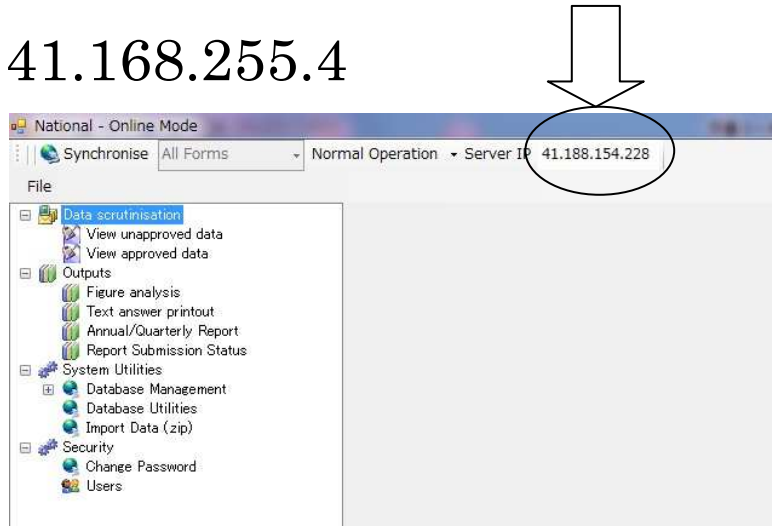 41.168.255.4
National - Online Mode
Synchronise All Forms Normal Operation Server IP 41.188.154.228
File
Data scrutinisation
View unapproved data
View approved data
Outputs
Figure analysis
Text answer printout
Annual/Quarterly Report
Report Submission Status
System Utilities
Database Management
Database Utilities
Import Data (zip)
Security
Change Password
Users